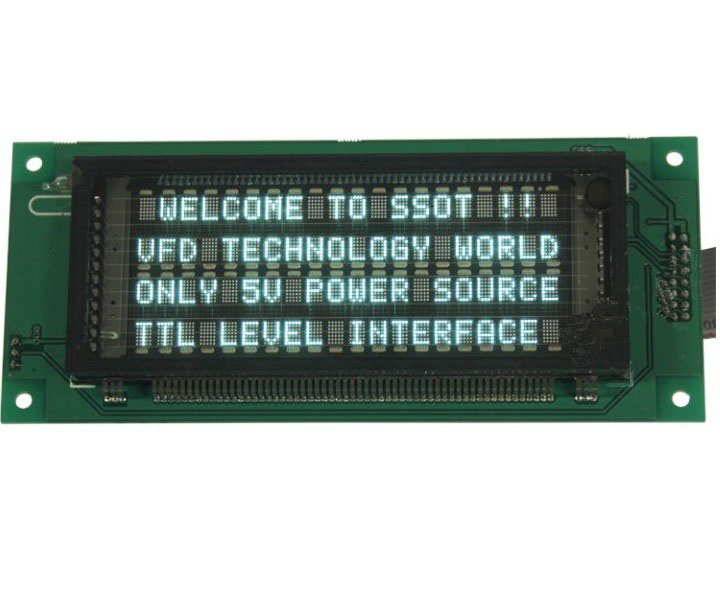 WELCOME TO SSOT !!
VFD TECHNOLOGY WORLD
ONLY 5V POWER SOURCE
TTL LEVEL INTERFACE